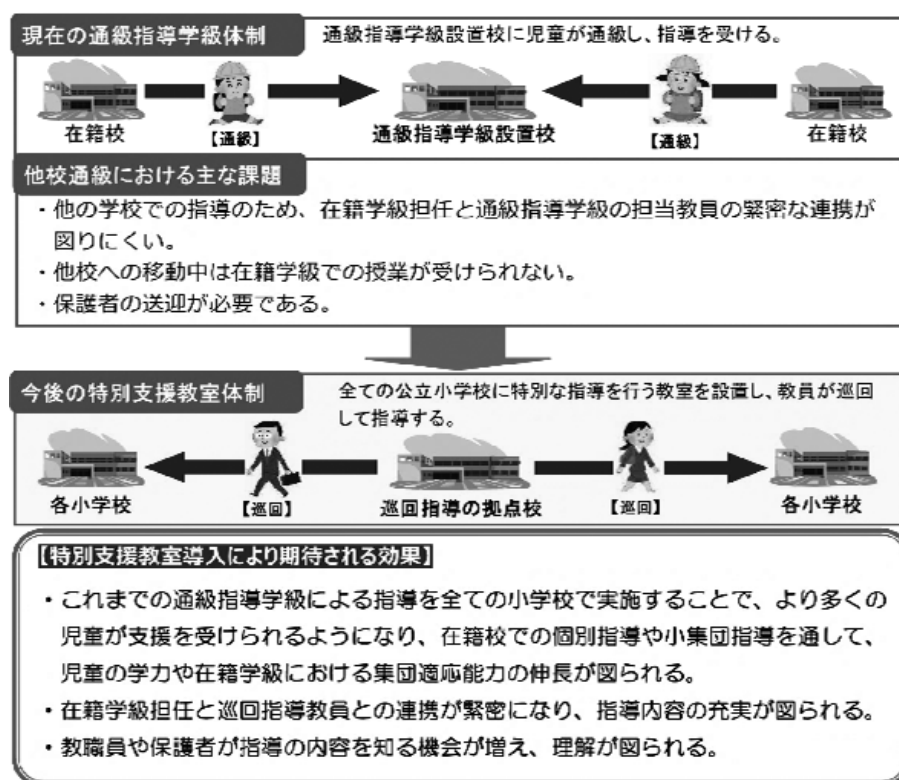 現在の通級指導学級体制
通級指導学級設置校に児童が通級し、指導を受ける。
在籍校
【通級】
通級指導学級設置校
【通級】
在籍校
他校通級における主な課題
・他の学校での指導のため、在籍学級担任と通級指導学級の担当教員の緊密な連携が
図りにくい。
・他校への移動中は在籍学級での授業が受けられない。
・保護者の送迎が必要である。
今後の特別支援教室体制
全ての公立小学校に特別な指導を行う教室を設置し、教員が巡回
して指導する。
各小学校
【巡回】
巡回指導の拠点校
【巡回】
各小学校
【特別支援教室導入により期待される効果】
・これまでの通級指導学級による指導を全ての小学校で実施することで、より多くの
児童が支援を受けられるようになり、在籍校での個別指導や小集団指導を通して、
児童の学力や在籍学級における集団適応能力の伸長が図られる。
・在籍学級担任と巡回指導教員との連携が緊密になり、指導内容の充実が図られる。
・教職員や保護者が指導の内容を知る機会が増え、理解が図られる。